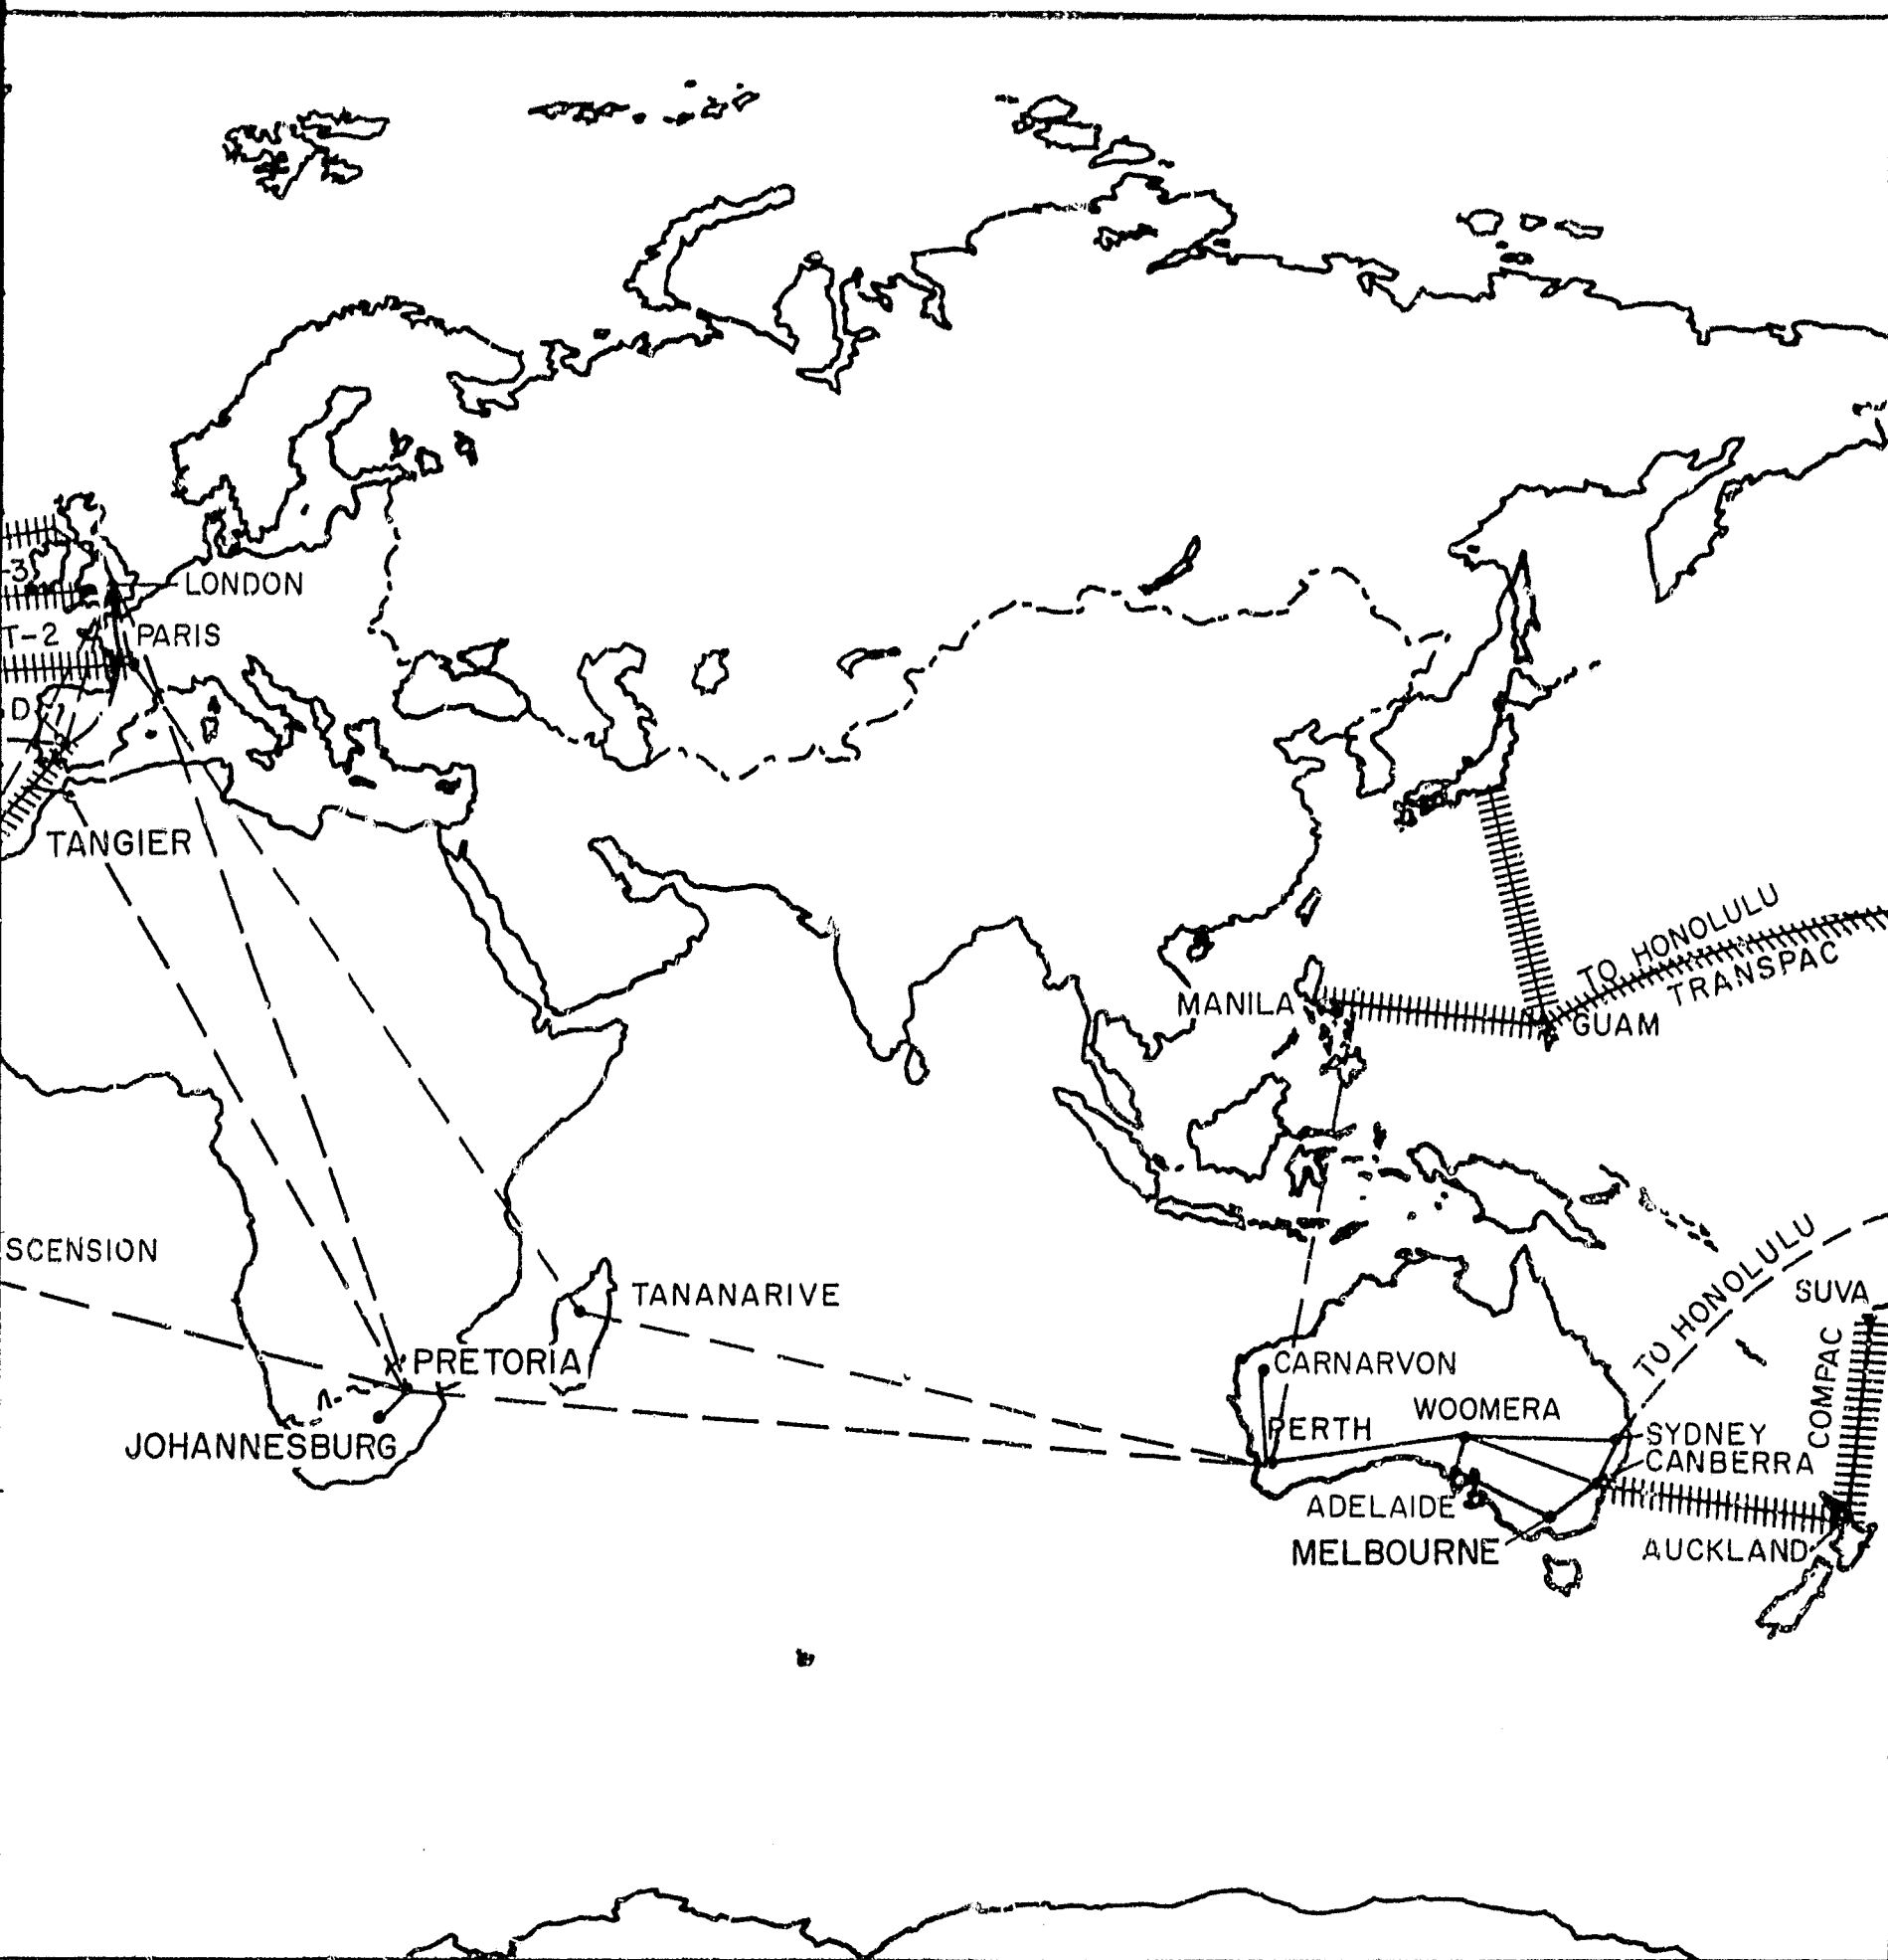 -3
LONDON
T-2
PARIS
D
TANGIER
TO HONOLULU
TRANSPAC
MANILA
GUAM
SCENSION
TANANARIVE
TO HONOLULU
SUVA
PRETORIA
CARNARVON
COMPAC
WOOMERA
PERTH
SYDNEY
JOHANNESBURG
CANBERRA
ADELAIDE
MELBOURNE
AUCKLAND